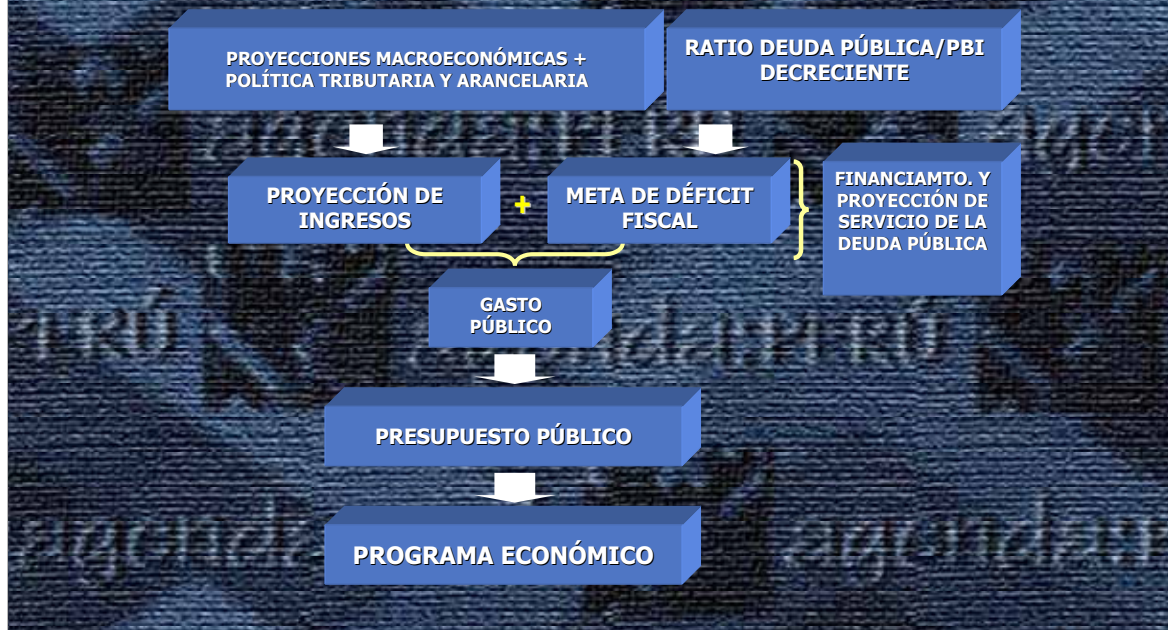 PROYECCIONES MACROECONÓMICAS +
POLÍTICA TRIBUTARIA Y ARANCELARIA
RATIO DEUDA PÚBLICA/PBI
DECRECIENTE
PROYECCIÓN DE
INGRESOS
+
META DE DÉFICIT
FISCAL
FINANCIAMTO. Y
PROYECCIÓN DE
SERVICIO DE LA
DEUDA PÚBLICA
GASTO
PÚBLICO
PRESUPUESTO PÚBLICO
PROGRAMA ECONÓMICO
agendaPERÚ